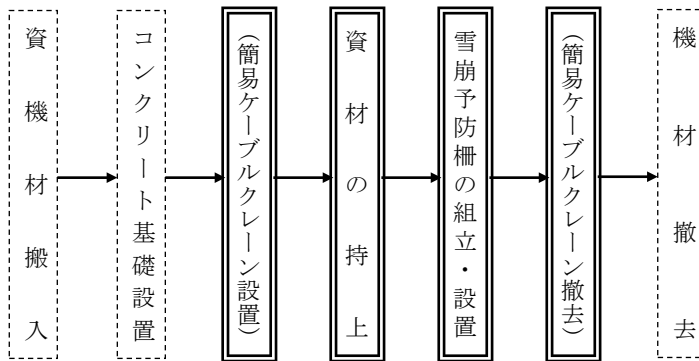 資機材搬入
コンクリート基礎設置
（簡易ケーブルクレーン設置）
資材の持上
雪崩予防柵の組立・設置
（簡易ケーブルクレーン撤去）
機材撤去